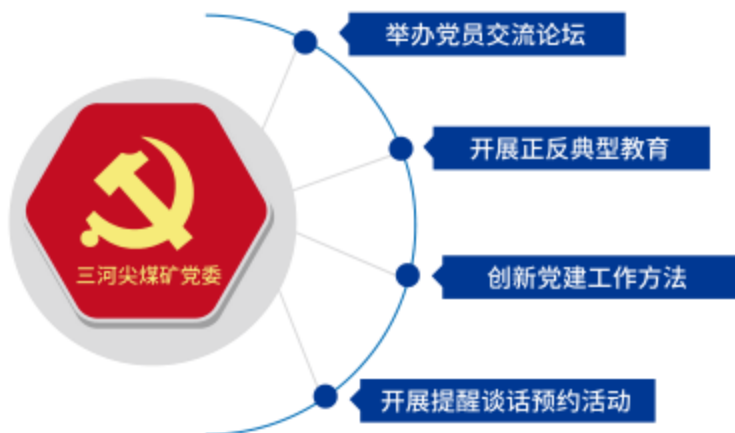 举办党员交流论坛
开展正反典型教育
三河尖煤矿党委
创新党建工作方法
开展提醒谈话预约活动